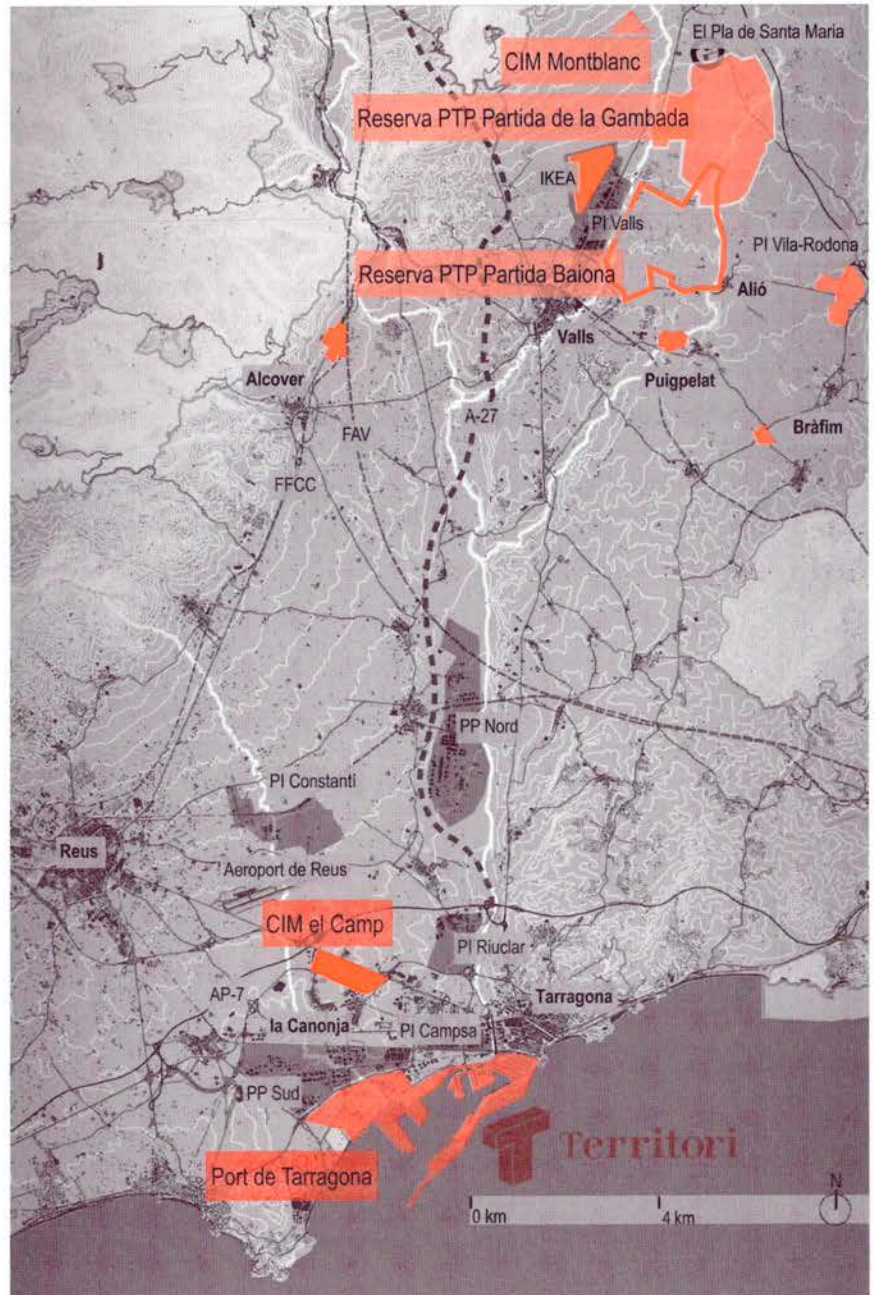 El Pla de Santa Maria
CIM Montblanc
Reserva PTP Partida de la Gambada
IKEA
PI Valls
PI Vila-Rodona
Reserva PTP Partida Baiona
Alió
Valls
Alcover
Puigpelat
A-27
Bràfim
FAV
FFCC
PP Nord
PI Constantí
Reus
Aeroport de Reus
CIM el Camp
PI Riuclar
AP-7
Tarragona
la Canonja
PI Campsa
PP Sud
Territori
Port de Tarragona
N
0 km
4 km